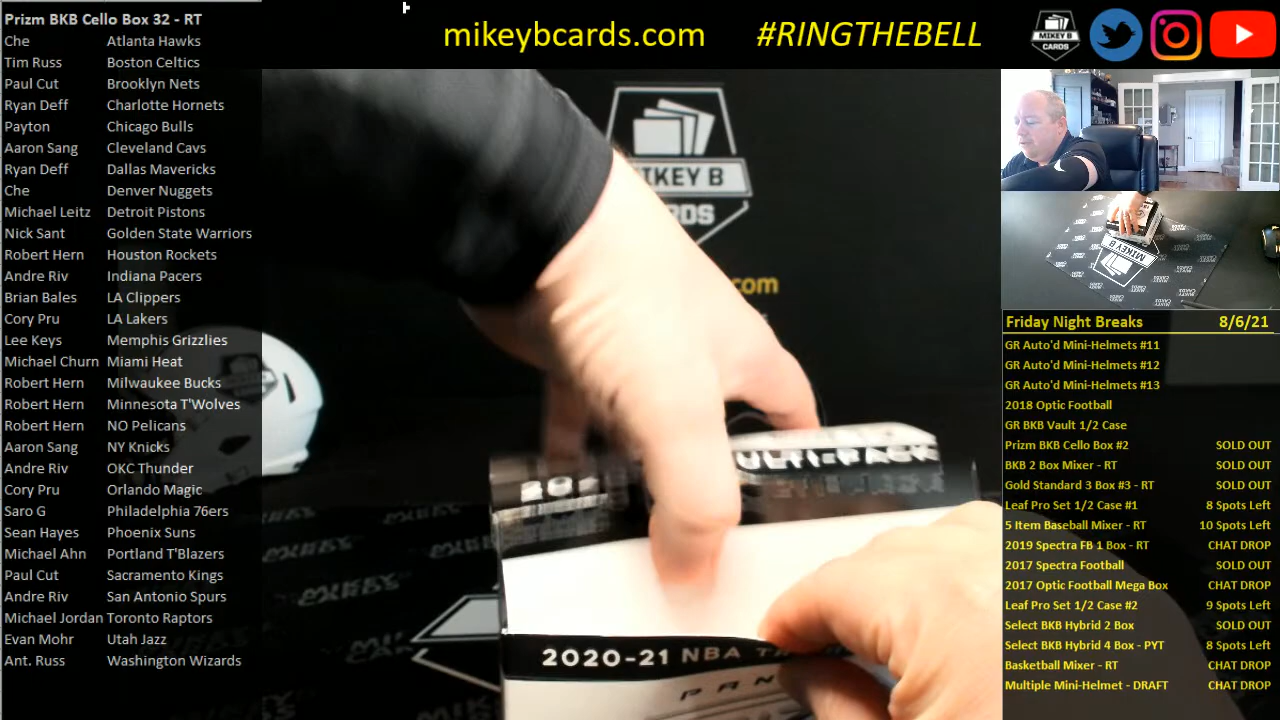 Prizm BKB Cello Box 32 - RT
Che Atlanta Hawks
Tim Russ Boston Celtics
Paul Cut Brooklyn Nets
Ryan Deff Charlotte Hornets
Payton Chicago Bulls
Aaron Sang Cleveland Cavs
Ryan Deff Dallas Mavericks
Che Denver Nuggets
Michael Leitz Detroit Pistons
Nick Sant Golden State Warriors
Robert Hern Houston Rockets
Andre Riv Indiana Pacers
Brian Bales LA Clippers
Cory Pru LA Lakers
Lee Keys Memphis Grizzlies
Michael Churn Miami Heat
Robert Hern Milwaukee Bucks
Robert Hern Minnesota T'Wolves
Robert Hern NO Pelicans
Aaron Sang NY Knicks
Andre Riv OKC Thunder
Cory Pru Orlando Magic
Saro G Philadelphia 76ers
Sean Hayes Phoenix Suns
Michael Ahn Portland T'Blazers
Paul Cut Sacramento Kings
Andre Riv San Antonio Spurs
Michael Jordan Toronto Raptors
Evan Mohr Utah Jazz
Ant. Russ Washington Wizards
mikeybcards.com #RINGTHEBELL
MIKEY B
CARDS
MIKEY B
CARDS
.com
MULTI-PACK
2020-21 NBA
Friday Night Breaks 8/6/21
GR Auto'd Mini-Helmets #11
GR Auto'd Mini-Helmets #12
GR Auto'd Mini-Helmets #13
2018 Optic Football
GR BKB Vault 1/2 Case
Prizm BKB Cello Box #2 SOLD OUT
BKB 2 Box Mixer - RT SOLD OUT
Gold Standard 3 Box #3 - RT SOLD OUT
Leaf Pro Set 1/2 Case #1 8 Spots Left
5 Item Baseball Mixer - RT 10 Spots Left
2019 Spectra FB 1 Box - RT CHAT DROP
2017 Spectra Football SOLD OUT
2017 Optic Football Mega Box CHAT DROP
Leaf Pro Set 1/2 Case #2 9 Spots Left
Select BKB Hybrid 2 Box SOLD OUT
Select BKB Hybrid 4 Box - PYT 8 Spots Left
Basketball Mixer - RT CHAT DROP
Multiple Mini-Helmet - DRAFT CHAT DROP